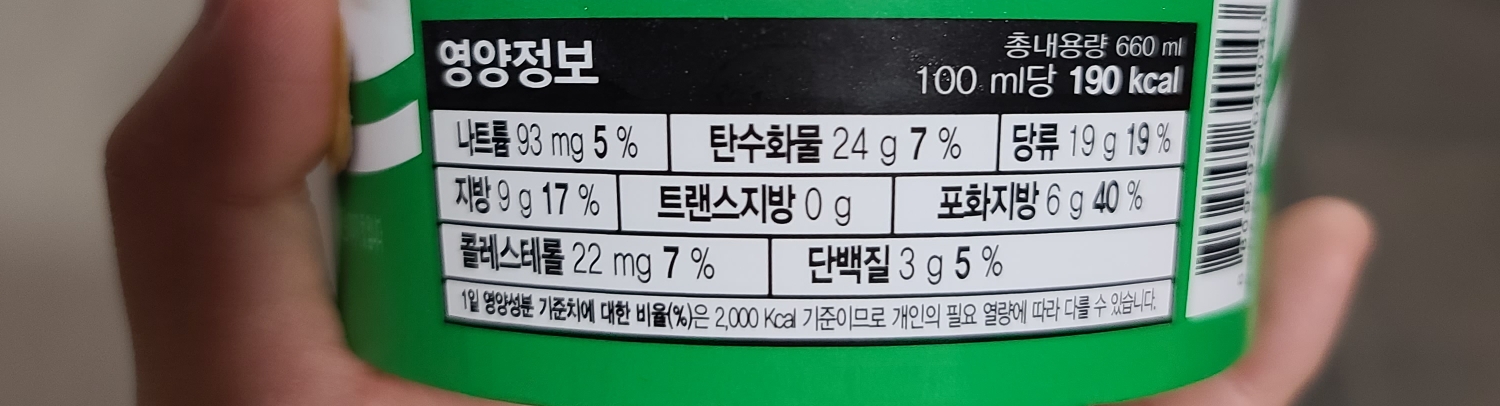 영양정보
총내용량 660 ml
100 ml당 190 kcal
나트륨 93 mg 5 % 탄수화물 24 g 7 % 당류 19 g 19 %
지방 9 g 17 % 트랜스지방 0 g 포화지방 6 g 40 %
콜레스테롤 22 mg 7 % 단백질 3 g 5 %
1일 영양성분 기준치에 대한 비율(%)은 2,000 Kcal 기준이므로 개인의 필요 열량에 따라 다를 수 있습니다.